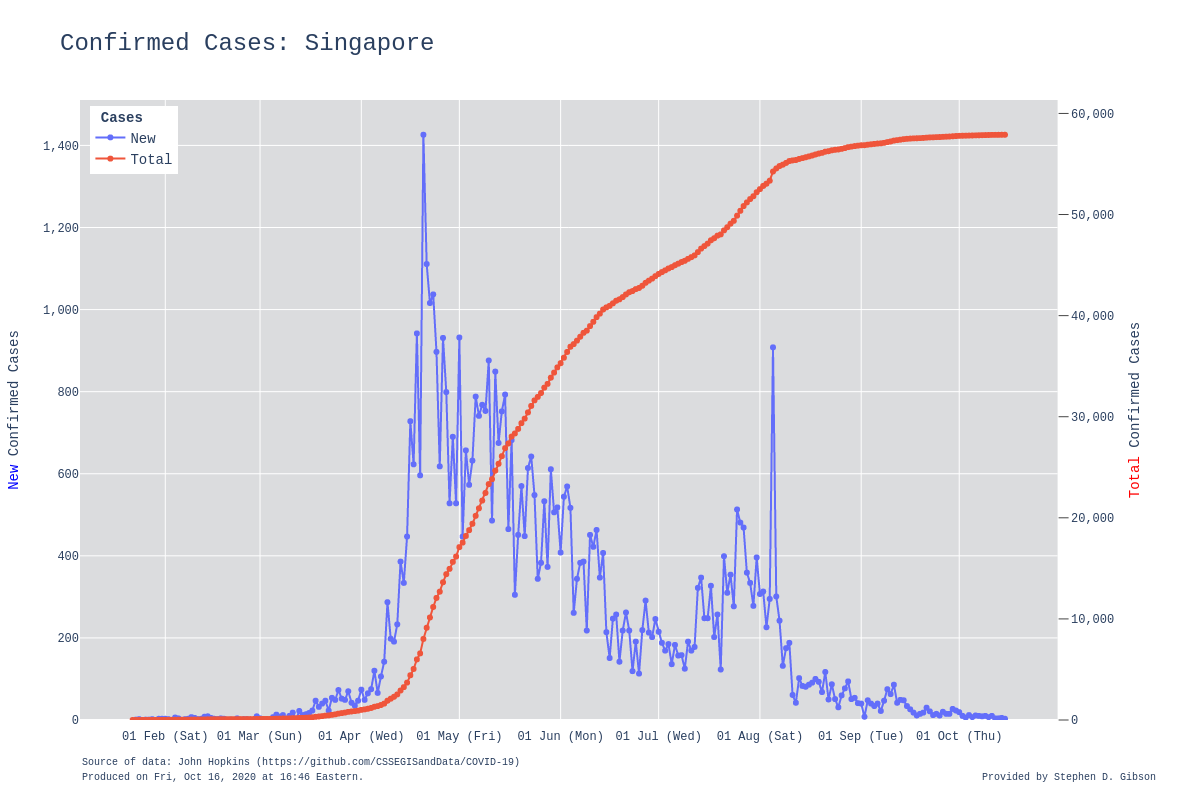 Confirmed Cases: Singapore
Cases
New
Total
1,400
1,200
1,000
800
600
400
200
0
New Confirmed Cases
60,000
50,000
40,000
30,000
20,000
10,000
0
Total Confirmed Cases
01 Feb (Sat) 01 Mar (Sun) 01 Apr (Wed) 01 May (Fri) 01 Jun (Mon) 01 Jul (Wed) 01 Aug (Sat) 01 Sep (Tue) 01 Oct (Thu)
Source of data: John Hopkins (https://github.com/CSSEGISandData/COVID-19)
Produced on Fri, Oct 16, 2020 at 16:46 Eastern.
Provided by Stephen D. Gibson